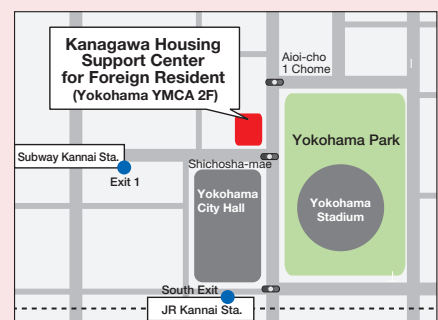 Kanagawa Housing
Support Center
for Foreign Resident
(Yokohama YMCA 2F)
Aioi-cho
1 Chome
Yokohama Park
Subway Kannai Sta.
Exit 1
Shichosha-mae
Yokohama
City Hall
Yokohama
Stadium
South Exit
JR Kannai Sta.